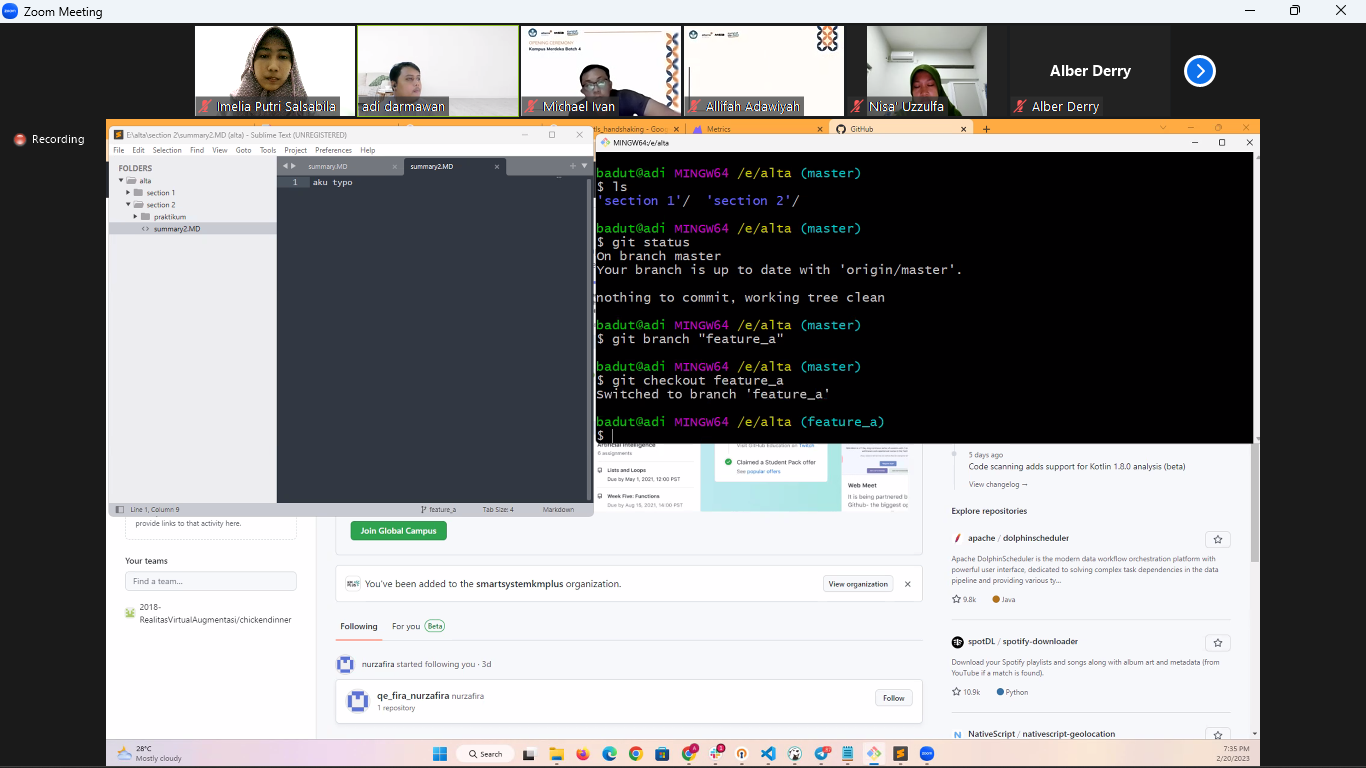 Zoom Meeting
OPENING CEREMONY
Kampus Merdeka Batch 4
Alber Derry
Imelia Putri Salsabila
adi darmawan
Michael Ivan
Allifah Adawiyah
Nisa' Uzzulfa
Alber Derry
Recording
E:\alta\section 2\summary2.MD (alta) - Sublime Text (UNREGISTERED)
File Edit Selection Find View Goto Tools Project Preferences Help
FOLDERS
alta
section 1
section 2
praktikum
summary2.MD
summary.MD
summary2.MD
1 aku typo
Line 1, Column 9
feature_a
Tab Size: 4
Markdown
tls_handshaking - Goo
Metrics
GitHub
MINGW64:/e/alta
badut@adi MINGW64 /e/alta (master)
$ ls
'section 1'/ 'section 2'/
badut@adi MINGW64 /e/alta (master)
$ git status
On branch master
Your branch is up to date with 'origin/master'.
nothing to commit, working tree clean
badut@adi MINGW64 /e/alta (master)
$ git branch "feature_a"
badut@adi MINGW64 /e/alta (master)
$ git checkout feature_a
Switched to branch 'feature_a'
badut@adi MINGW64 /e/alta (feature_a)
$
Artificial Intelligence
0 assignments
Lists and Loops
Due by May 1, 2021, 12:00 PST
Week Five: Functions
Due by Aug 15, 2021, 14:00 PST
Visit GitHub Education on Twitch
Claimed a Student Pack offer
See popular offers
Web Meet
It is being partnered b
Github- the biggest op
provide links to that activity here.
Your teams
Find a team...
2018-
RealitasVirtualAugmentasi/chickendinner
Join Global Campus
You've been added to the smartsystemkmplus organization.
View organization
Following
For you
Beta
nurzafira started following you · 3d
qe_fira_nurzafira nurzafira
1 repository
Follow
5 days ago
Code scanning adds support for Kotlin 1.8.0 analysis (beta)
View changelog →
Explore repositories
apache / dolphinscheduler
Apache DolphinScheduler is the modern data workflow orchestration platform with
powerful user interface, dedicated to solving complex task dependencies in the data
pipeline and providing various ty...
9.8k
Java
spotDL / spotify-downloader
Download your Spotify playlists and songs along with album art and metadata (from
YouTube if a match is found).
10.9k
Python
NativeScript / nativescript-geolocation
28°C
Mostly cloudy
Search
7:35 PM
2/20/2023